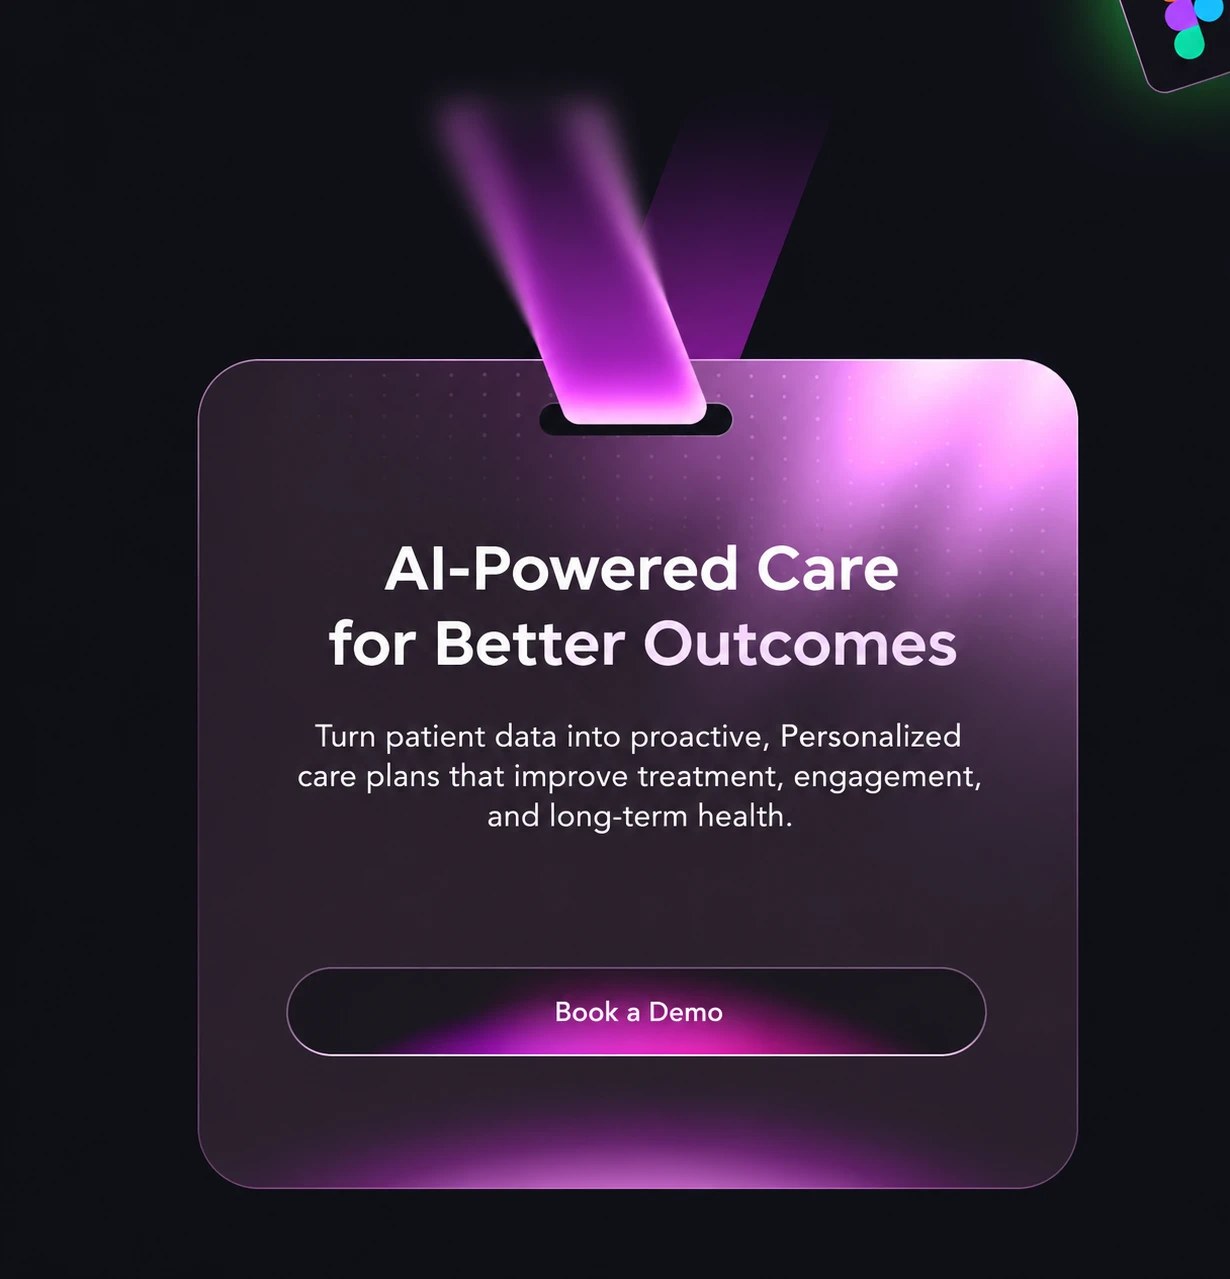 AI-Powered Care
for Better Outcomes
Turn patient data into proactive, Personalized
care plans that improve treatment, engagement,
and long-term health.
Book a Demo